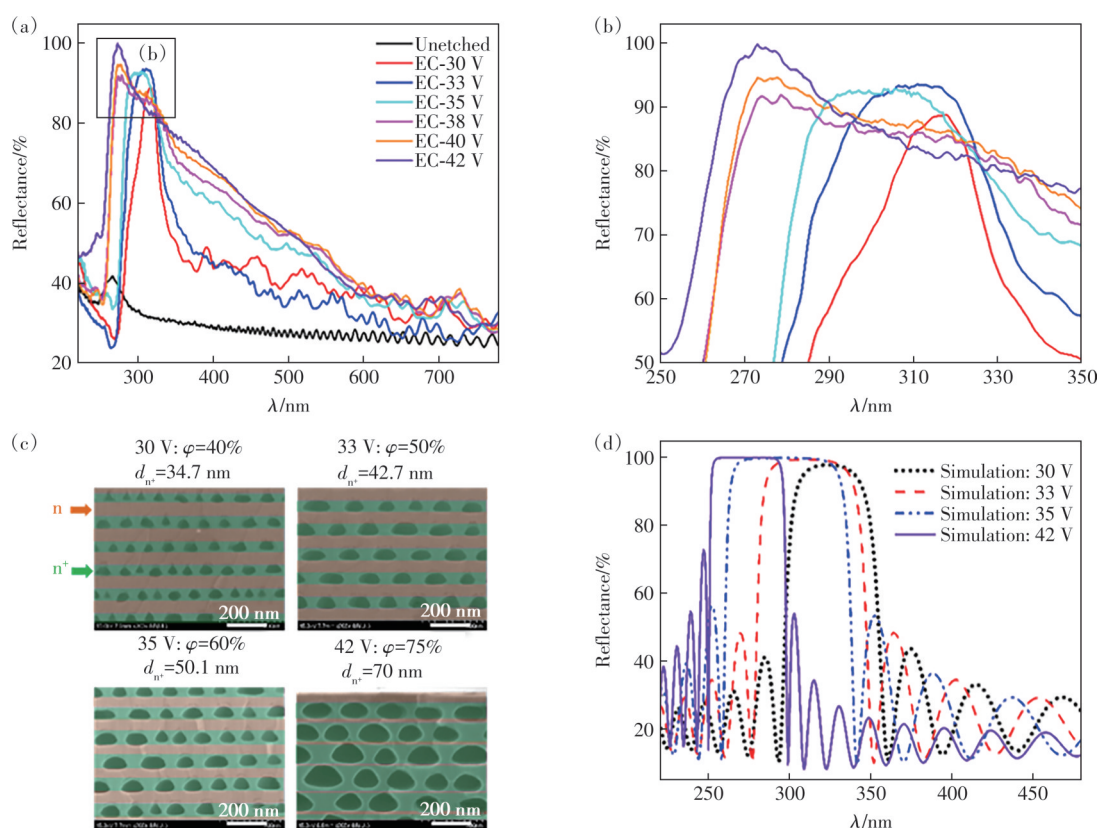 (a)
100
80
60
40
20
300
400
500
600
700
Reflectance/%
λ/nm
(b)
Unetched
EC-30 V
EC-33 V
EC-35 V
EC-38 V
EC-40 V
EC-42 V
(b)
100
90
80
70
60
50
250
270
290
310
330
350
Reflectance/%
λ/nm
(c)
30 V: φ=40%
dn+=34.7 nm
33 V: φ=50%
dn+=42.7 nm
n
n+
200 nm
200 nm
35 V: φ=60%
dn+=50.1 nm
42 V: φ=75%
dn+=70 nm
200 nm
200 nm
(d)
100
80
60
40
20
250
300
350
400
450
Reflectance/%
λ/nm
Simulation: 30 V
Simulation: 33 V
Simulation: 35 V
Simulation: 42 V